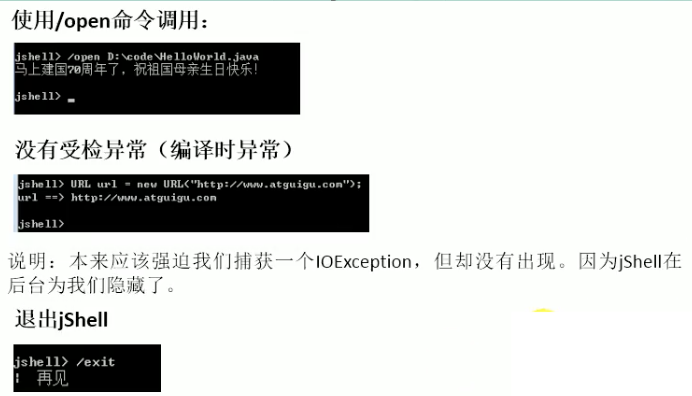 使用/open命令调用：
jshell> /open D:\code\HelloWorld.java
马上建国70周年了，祝祖国母亲生日快乐!
jshell> _
没有受检异常（编译时异常）
jshell> URL url = new URL("http://www.atguigu.com");
url ==> http://www.atguigu.com
jshell>
说明：本来应该强迫我们捕获一个IOException，但却没有出现。因为jShell在
后台为我们隐藏了。
退出jShell
jshell> /exit
|  再见